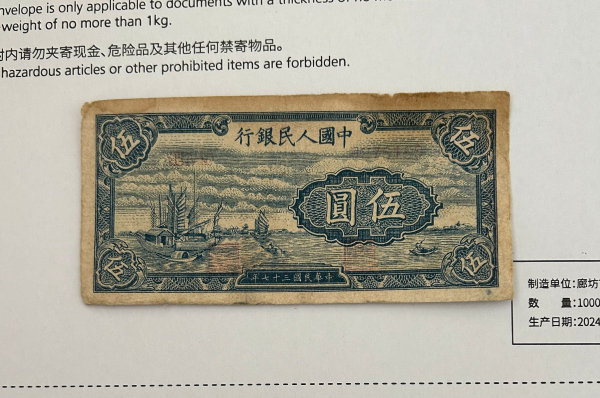 nvelope is only applicable to documents with a thickness of no mo
weight of no more than 1kg.
封内请勿夹寄现金、危险品及其他任何禁寄物品。
hazardous articles or other prohibited items are forbidden.
行銀民人國中
伍
伍
圓伍
伍
伍
年七十三國民華中
制造单位:廊坊
数 量:1000
生产日期:2024